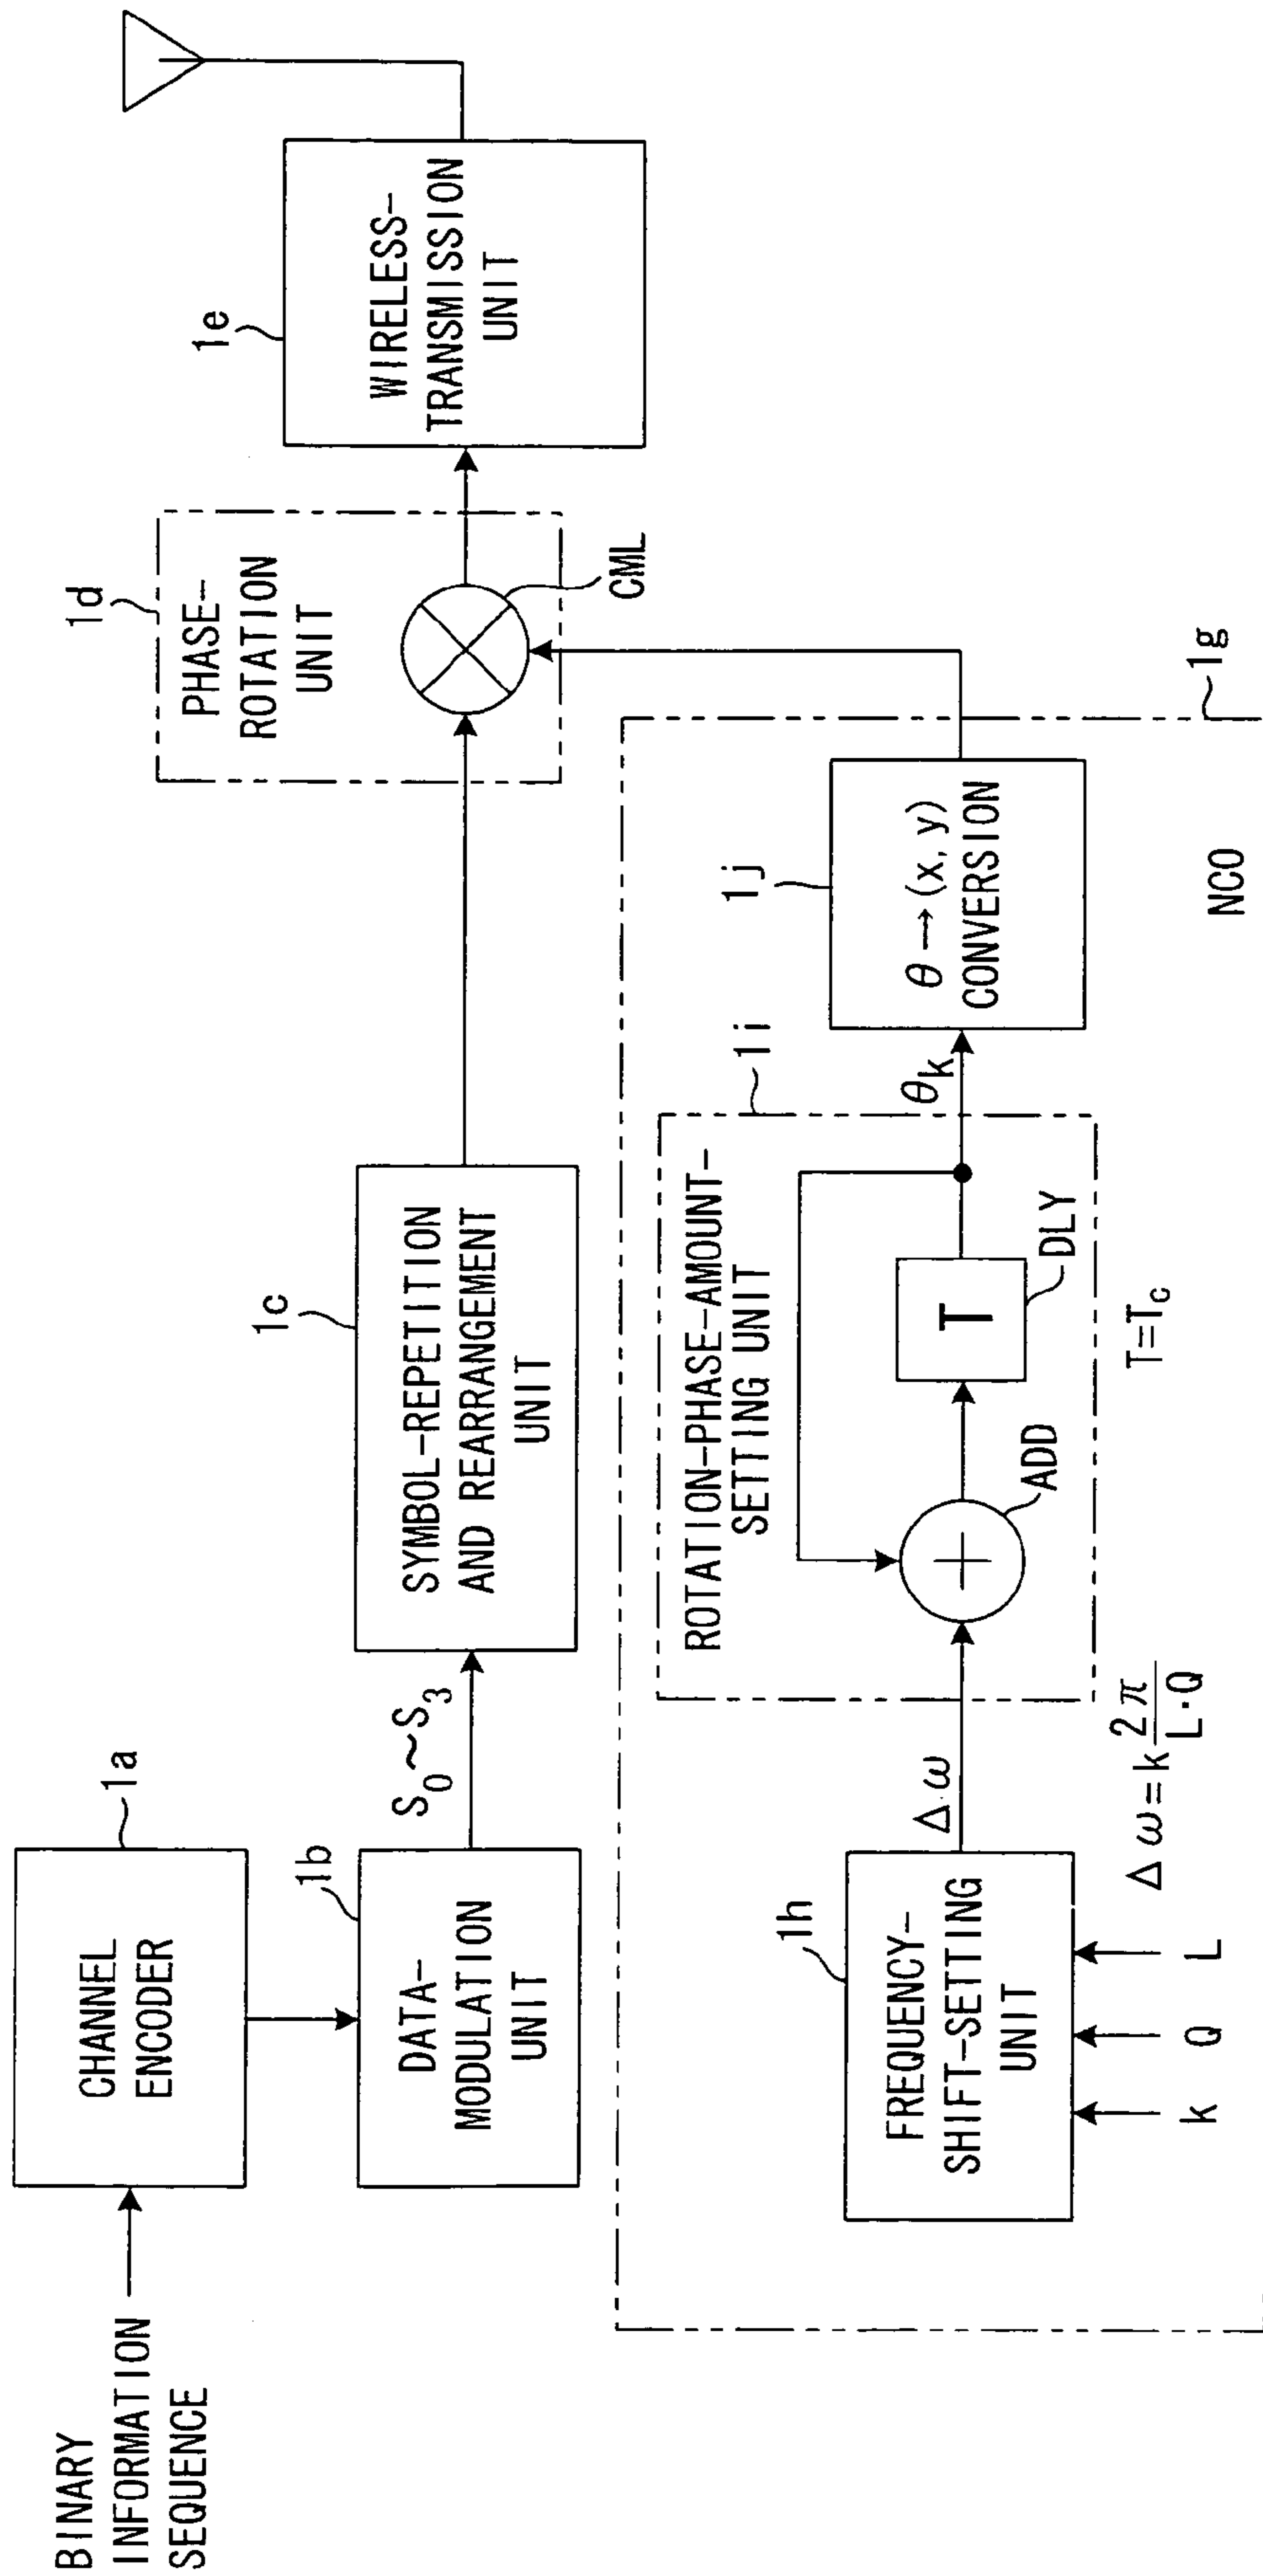 BINARY
INFORMATION
SEQUENCE
CHANNEL
ENCODER
1a
DATA-
MODULATION
UNIT
1b
S0~S3
SYMBOL-REPETITION
AND REARRANGEMENT
UNIT
1c
PHASE-
ROTATION
UNIT
1d
CML
WIRELESS-
TRANSMISSION
UNIT
1e
FREQUENCY-
SHIFT-SETTING
UNIT
1h
k
Q
L
Δω
Δω=k 2π/L·Q
ROTATION-PHASE-AMOUNT-
SETTING UNIT
1i
ADD
T
DLY
T=Tc
θk
θ→(x, y)
CONVERSION
1j
NCO
1g